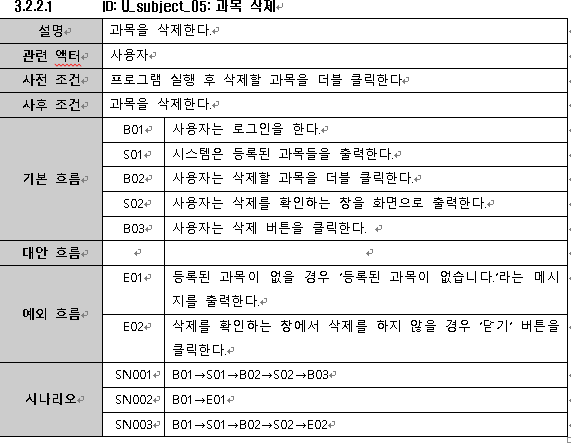 3.2.2.1 ID: U_subject_05: 과목 삭제
설명 과목을 삭제한다.
관련 액터 사용자
사전 조건 프로그램 실행 후 삭제할 과목을 더블 클릭한다
사후 조건 과목을 삭제한다.
기본 흐름
B01 사용자는 로그인을 한다.
S01 시스템은 등록된 과목들을 출력한다.
B02 사용자는 삭제할 과목을 더블 클릭한다.
S02 사용자는 삭제를 확인하는 창을 화면으로 출력한다.
B03 사용자는 삭제 버튼을 클릭한다.
대안 흐름
예외 흐름
E01 등록된 과목이 없을 경우 ‘등록된 과목이 없습니다.’라는 메시
지를 출력한다.
E02 삭제를 확인하는 창에서 삭제를 하지 않을 경우 ‘닫기’ 버튼을
클릭한다.
시나리오
SN001 B01→S01→B02→S02→B03
SN002 B01→E01
SN003 B01→S01→B02→S02→E02